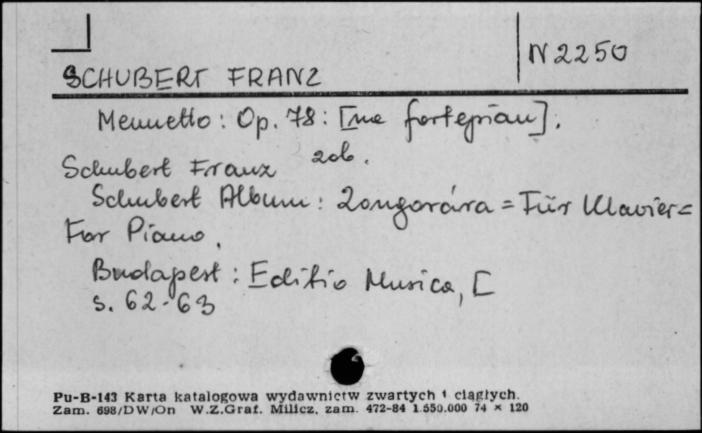 N 2250
SCHUBERT FRANZ
Menuetto : Op. 78 : [na fortepian].
zob.
Schubert Franz
Schubert Album : Zongorára = Für Klavier =
For Piano.
Budapest : Editio Musica, [
s. 62-63
Pu-B-143 Karta katalogowa wydawnictw zwartych i ciągłych.
Zam. 698/DW/On W.Z.Graf. Milicz, zam. 472-84 1.550.000 74 × 120